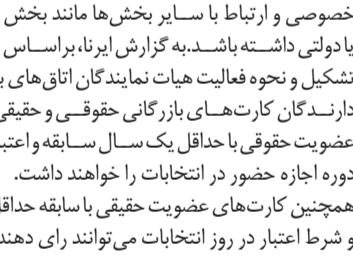 خصوصی و ارتباط با سایر بخش‌ها مانند بخش
یا دولتی داشته باشد.به گزارش ایرنا، براساس
تشکیل و نحوه فعالیت هیات نمایندگان اتاق‌های
دارندگان کارت‌های بازرگانی حقوقی و حقیقی
عضویت حقوقی با حداقل یک سال سابقه و اعتبا
دوره اجازه حضور در انتخابات را خواهند داشت.
همچنین کارت‌های عضویت حقیقی با سابقه حداقل
و شرط اعتبار در روز انتخابات می‌توانند رای دهند